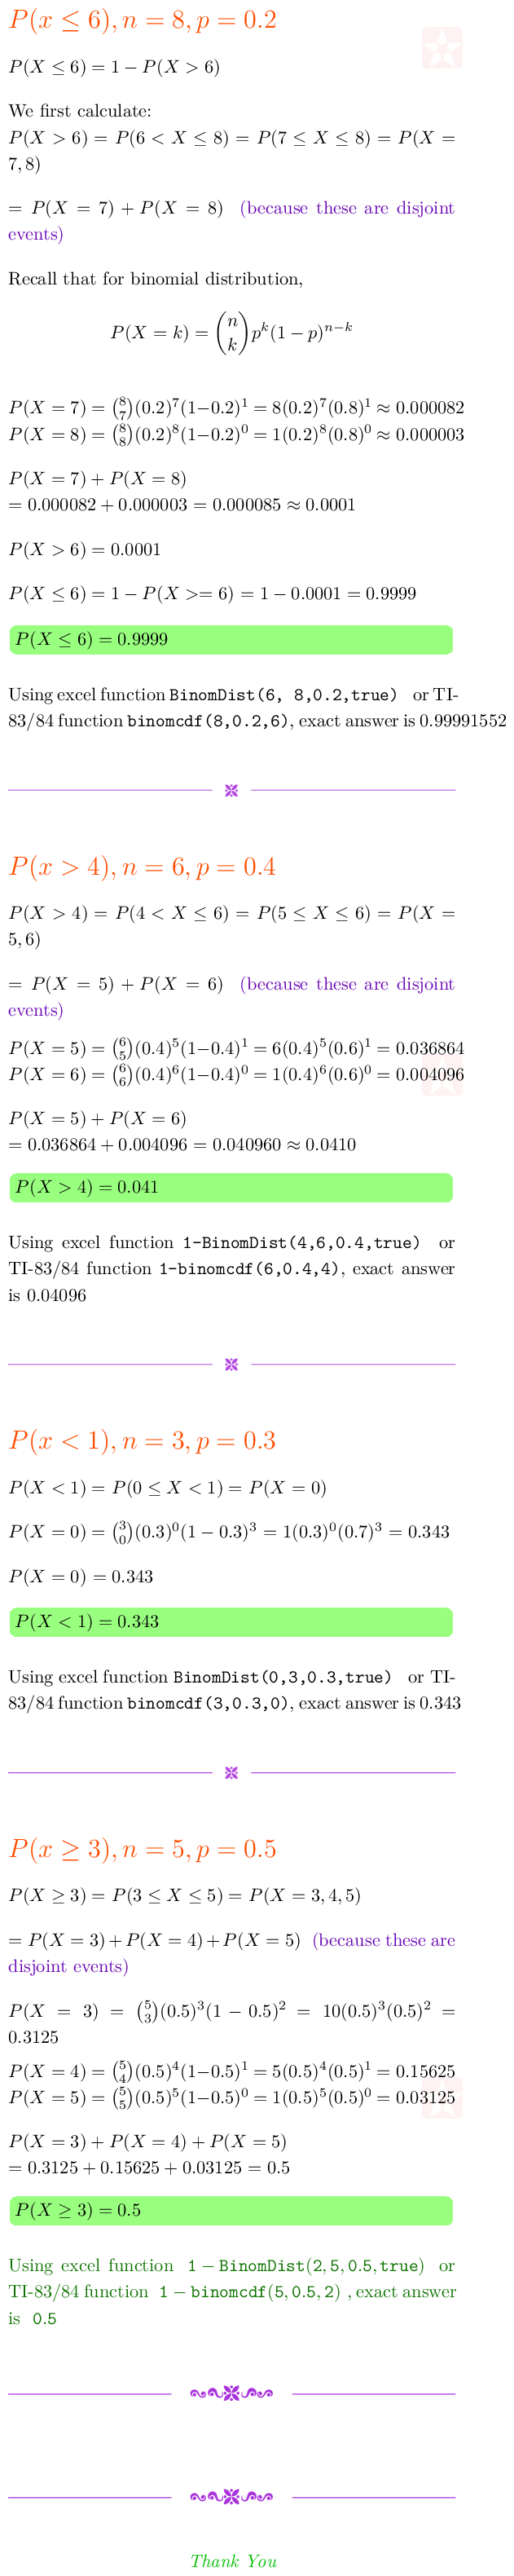 P(x ≤ 6), n = 8, p = 0.2
P(X ≤ 6) = 1 − P(X > 6)
We first calculate:
P(X > 6) = P(6 < X ≤ 8) = P(7 ≤ X ≤ 8) = P(X =
7, 8)
= P(X = 7) + P(X = 8) (because these are disjoint
events)
Recall that for binomial distribution,
P(X = k) = \binom{n}{k} p^k (1 − p)^{n−k}
P(X = 7) = \binom{8}{7}(0.2)^7(1−0.2)^1 = 8(0.2)^7(0.8)^1 ≈ 0.000082
P(X = 8) = \binom{8}{8}(0.2)^8(1−0.2)^0 = 1(0.2)^8(0.8)^0 ≈ 0.000003
P(X = 7) + P(X = 8)
= 0.000082 + 0.000003 = 0.000085 ≈ 0.0001
P(X > 6) = 0.0001
P(X ≤ 6) = 1 − P(X >= 6) = 1 − 0.0001 = 0.9999
P(X ≤ 6) = 0.9999
Using excel function BinomDist(6, 8,0.2,true) or TI-
83/84 function binomcdf(8,0.2,6), exact answer is 0.99991552
P(x > 4), n = 6, p = 0.4
P(X > 4) = P(4 < X ≤ 6) = P(5 ≤ X ≤ 6) = P(X =
5, 6)
= P(X = 5) + P(X = 6) (because these are disjoint
events)
P(X = 5) = \binom{6}{5}(0.4)^5(1−0.4)^1 = 6(0.4)^5(0.6)^1 = 0.036864
P(X = 6) = \binom{6}{6}(0.4)^6(1−0.4)^0 = 1(0.4)^6(0.6)^0 = 0.004096
P(X = 5) + P(X = 6)
= 0.036864 + 0.004096 = 0.040960 ≈ 0.0410
P(X > 4) = 0.041
Using excel function 1-BinomDist(4,6,0.4,true) or
TI-83/84 function 1-binomcdf(6,0.4,4), exact answer
is 0.04096
P(x < 1), n = 3, p = 0.3
P(X < 1) = P(0 ≤ X < 1) = P(X = 0)
P(X = 0) = \binom{3}{0}(0.3)^0(1 − 0.3)^3 = 1(0.3)^0(0.7)^3 = 0.343
P(X = 0) = 0.343
P(X < 1) = 0.343
Using excel function BinomDist(0,3,0.3,true) or TI-
83/84 function binomcdf(3,0.3,0), exact answer is 0.343
P(x ≥ 3), n = 5, p = 0.5
P(X ≥ 3) = P(3 ≤ X ≤ 5) = P(X = 3, 4, 5)
= P(X = 3) + P(X = 4) + P(X = 5) (because these are
disjoint events)
P(X = 3) = \binom{5}{3}(0.5)^3(1 − 0.5)^2 = 10(0.5)^3(0.5)^2 =
0.3125
P(X = 4) = \binom{5}{4}(0.5)^4(1−0.5)^1 = 5(0.5)^4(0.5)^1 = 0.15625
P(X = 5) = \binom{5}{5}(0.5)^5(1−0.5)^0 = 1(0.5)^5(0.5)^0 = 0.03125
P(X = 3) + P(X = 4) + P(X = 5)
= 0.3125 + 0.15625 + 0.03125 = 0.5
P(X ≥ 3) = 0.5
Using excel function 1 − BinomDist(2, 5, 0.5, true) or
TI-83/84 function 1 − binomcdf(5, 0.5, 2) , exact answer
is 0.5
Thank You